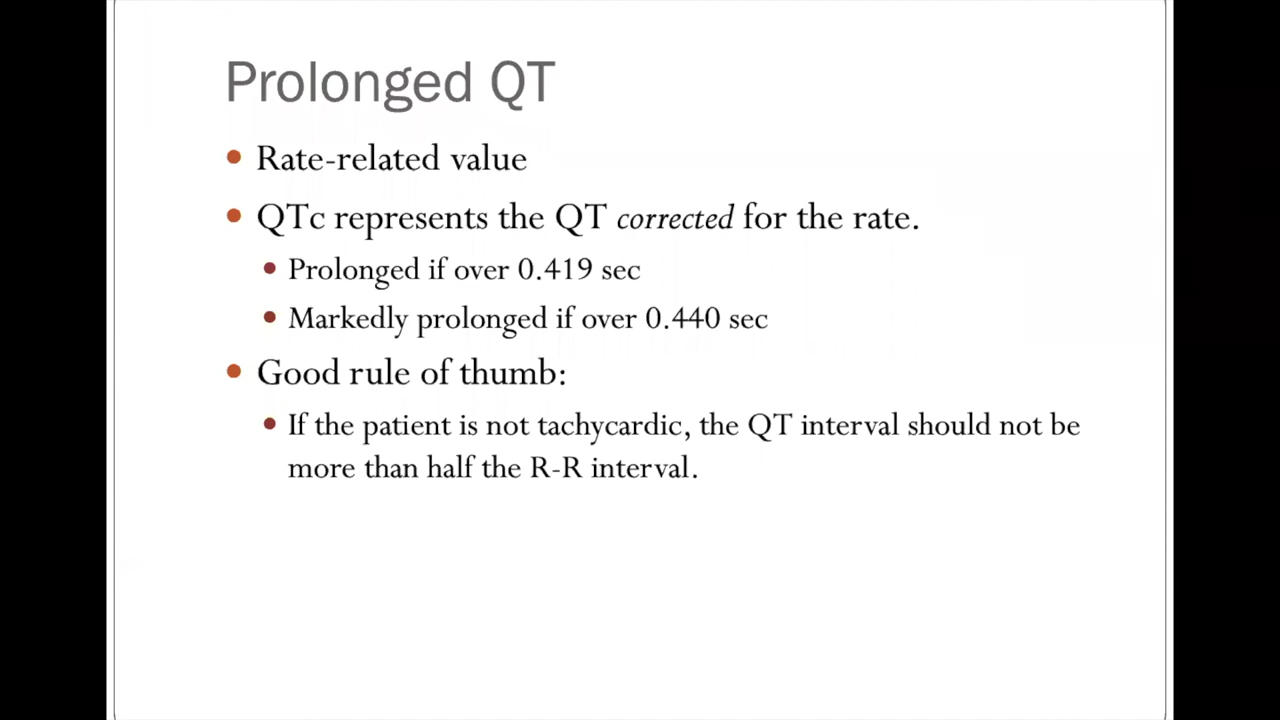 Prolonged QT
• Rate-related value
• QTc represents the QT corrected for the rate.
• Prolonged if over 0.419 sec
• Markedly prolonged if over 0.440 sec
• Good rule of thumb:
• If the patient is not tachycardic, the QT interval should not be
more than half the R-R interval.